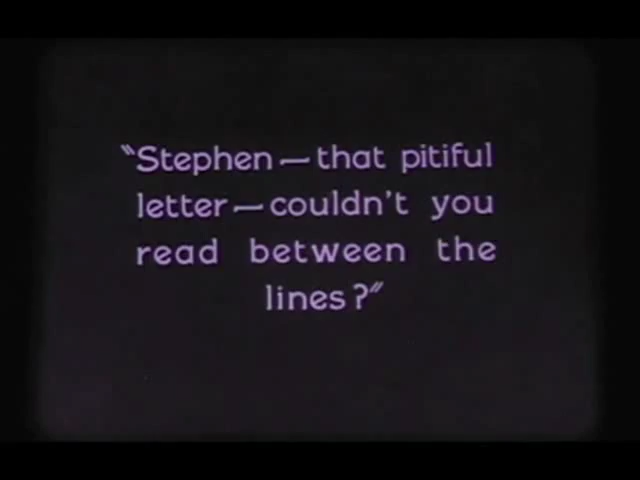 "Stephen—that pitiful
letter—couldn't you
read between the
lines?"